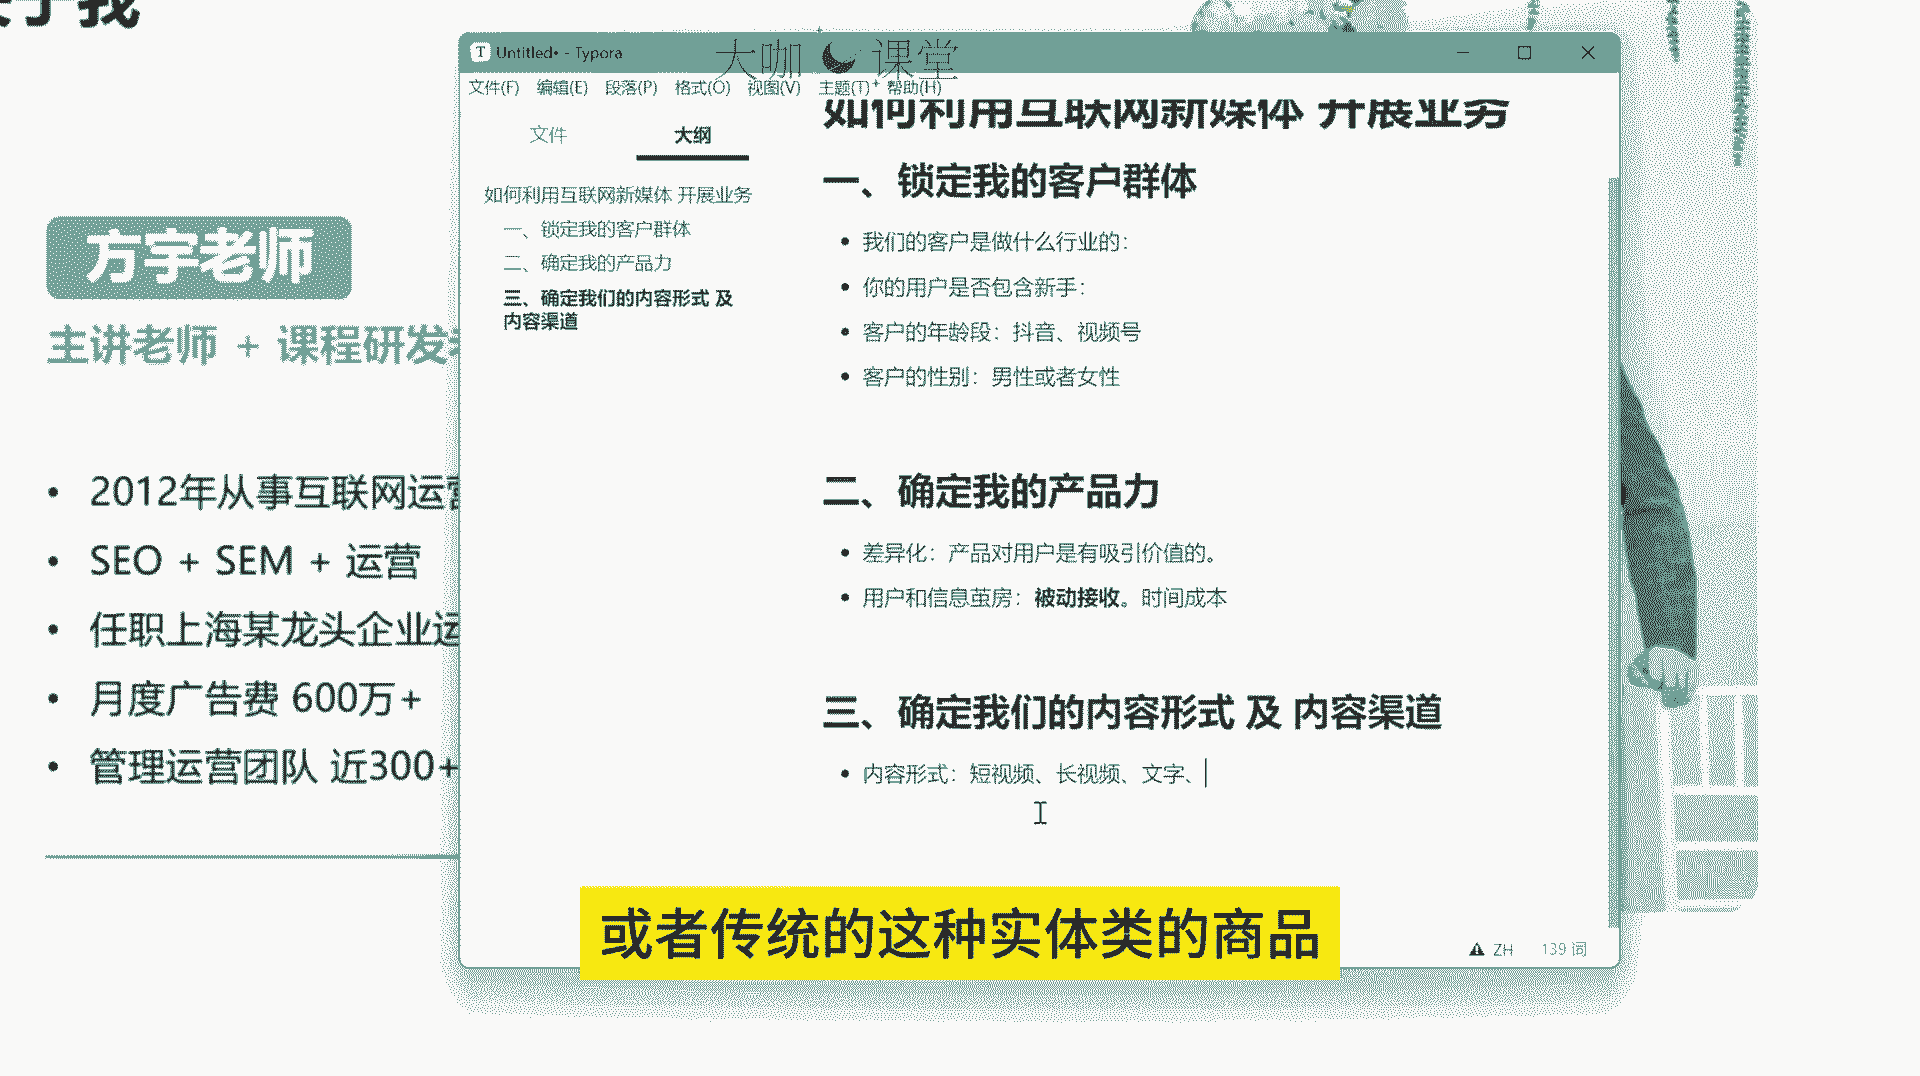 于我
方宇老师
主讲老师 + 课程研发
2012年从事互联网运营
SEO + SEM + 运营
任职上海某龙头企业运
月度广告费 600万+
管理运营团队 近300+
Untitled• - Typora
大咖 课堂
文件(F) 编辑(E) 段落(P) 格式(O) 视图(V) 主题(T) 帮助(H)
文件 大纲
如何利用互联网新媒体 开展业务
一、锁定我的客户群体
二、确定我的产品力
三、确定我们的内容形式 及
内容渠道
如何利用互联网新媒体 开展业务
一、锁定我的客户群体
我们的客户是做什么行业的：
你的用户是否包含新手：
客户的年龄段：抖音、视频号
客户的性别：男性或者女性
二、确定我的产品力
差异化：产品对用户是有吸引价值的。
用户和信息茧房：被动接收。时间成本
三、确定我们的内容形式 及 内容渠道
内容形式：短视频、长视频、文字、
ZH 139 词
或者传统的这种实体类的商品